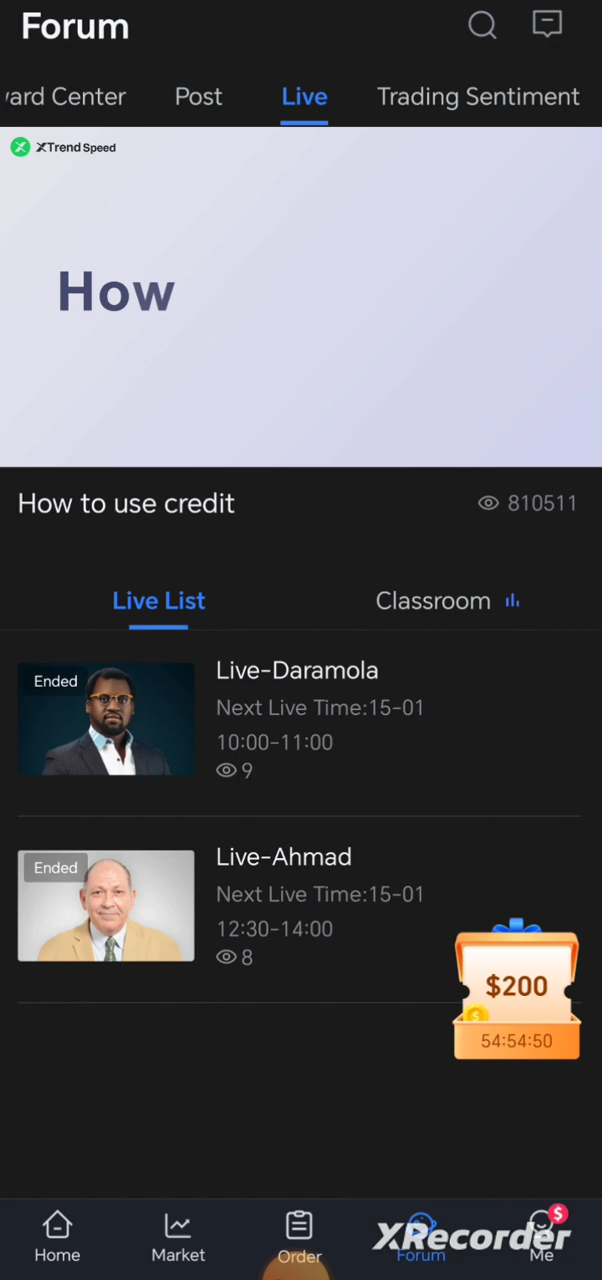 Forum
ard Center
Post
Live
Trading Sentiment
XTrend Speed
How
How to use credit
810511
Live List
Classroom
Ended
Live-Daramola
Next Live Time:15-01
10:00-11:00
9
Ended
Live-Ahmad
Next Live Time:15-01
12:30-14:00
8
$200
$
54:54:50
$
XRecorder
Home
Market
Order
Forum
Me